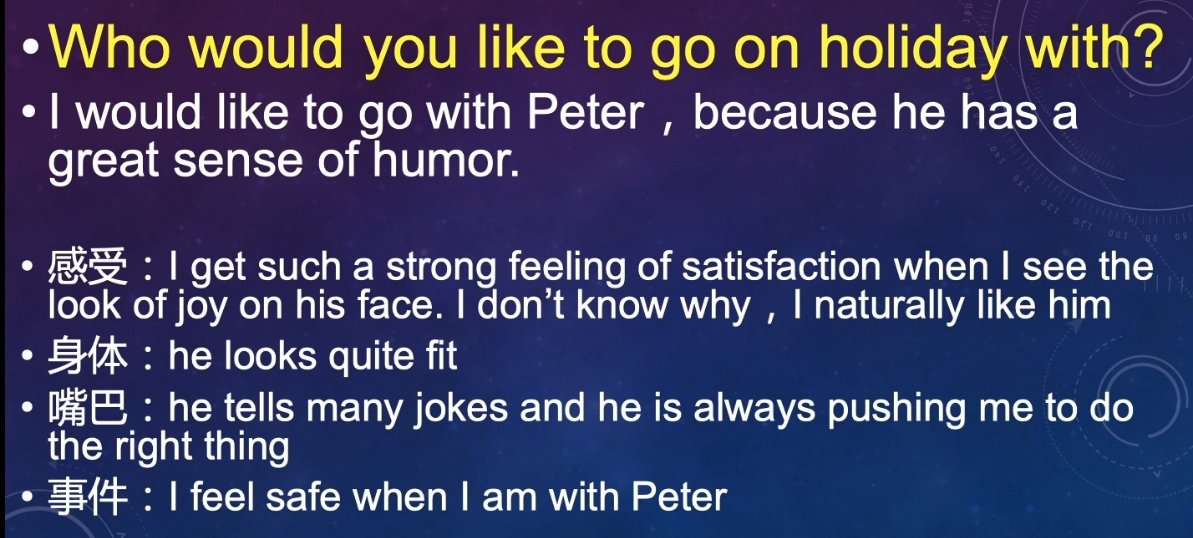 •Who would you like to go on holiday with?
• I would like to go with Peter，because he has a
great sense of humor.
• 感受：I get such a strong feeling of satisfaction when I see the
look of joy on his face. I don’t know why，I naturally like him
• 身体：he looks quite fit
• 嘴巴：he tells many jokes and he is always pushing me to do
the right thing
• 事件：I feel safe when I am with Peter